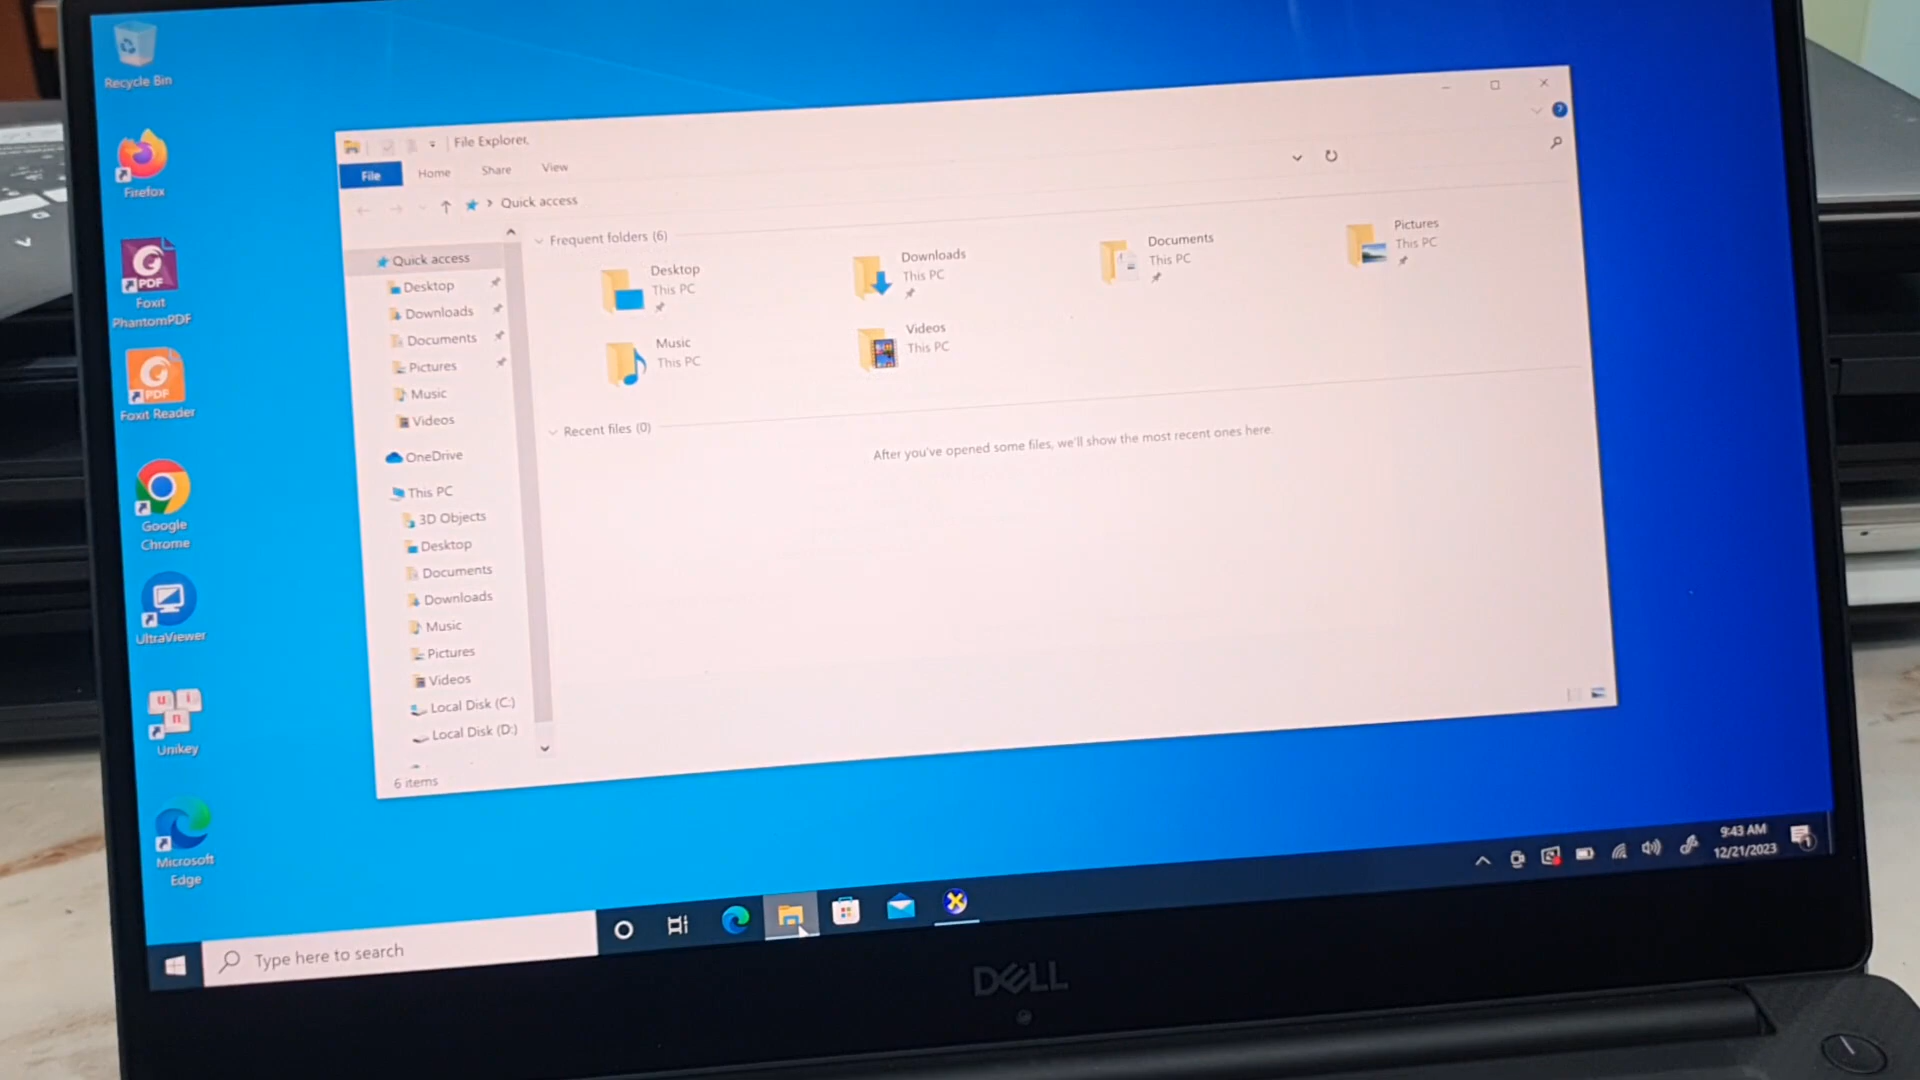 Recycle Bin
Firefox
PDF
Foxit
PhantomPDF
PDF
Foxit Reader
Google
Chrome
UltraViewer
u n i
Unikey
Microsoft
Edge
File Explorer
File Home Share View
Quick access
Quick access
Desktop
Downloads
Documents
Pictures
Music
Videos
OneDrive
This PC
3D Objects
Desktop
Documents
Downloads
Music
Pictures
Videos
Local Disk (C:)
Local Disk (D:)
6 items
Frequent folders (6)
Desktop
This PC
Downloads
This PC
Documents
This PC
Pictures
This PC
Music
This PC
Videos
This PC
Recent files (0)
After you've opened some files, we'll show the most recent ones here.
Type here to search
9:43 AM
12/21/2023
1
DELL